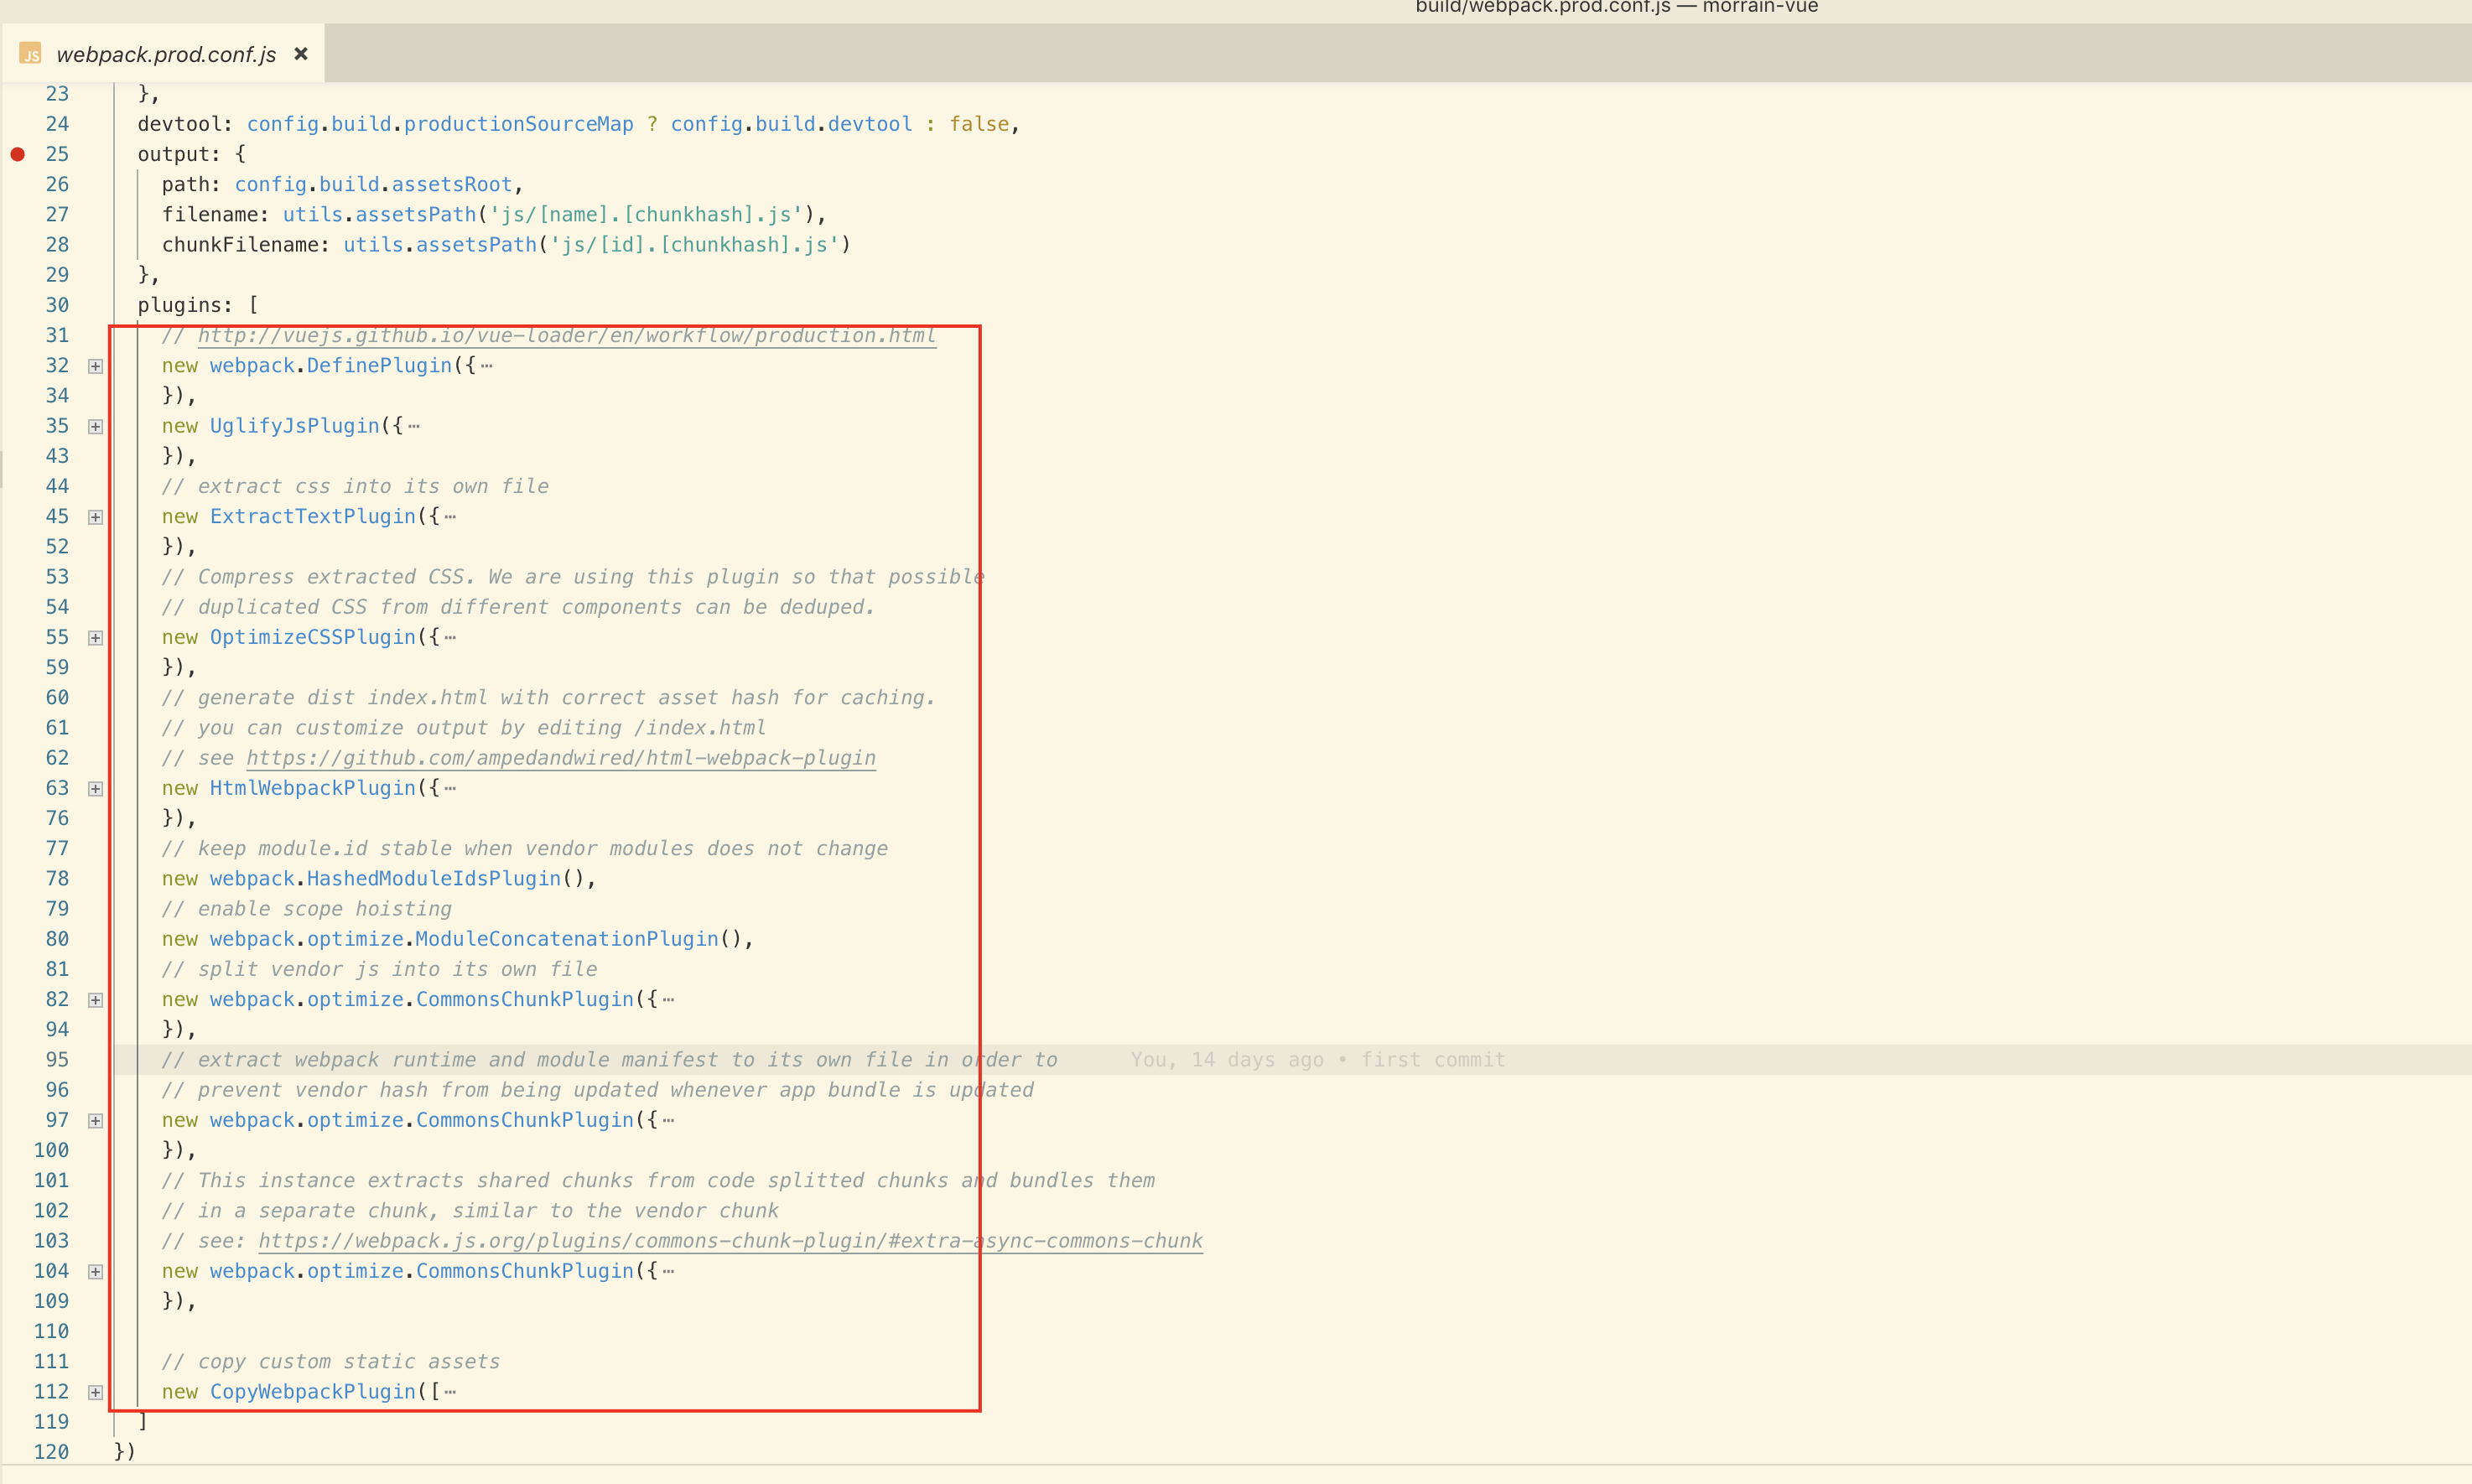 build/webpack.prod.conf.js — morrain-vue
JS webpack.prod.conf.js ×
23 },
24 devtool: config.build.productionSourceMap ? config.build.devtool : false,
25 output: {
26 path: config.build.assetsRoot,
27 filename: utils.assetsPath('js/[name].[chunkhash].js'),
28 chunkFilename: utils.assetsPath('js/[id].[chunkhash].js')
29 },
30 plugins: [
31 // http://vuejs.github.io/vue-loader/en/workflow/production.html
32 new webpack.DefinePlugin({⋯
34 }),
35 new UglifyJsPlugin({⋯
43 }),
44 // extract css into its own file
45 new ExtractTextPlugin({⋯
52 }),
53 // Compress extracted CSS. We are using this plugin so that possible
54 // duplicated CSS from different components can be deduped.
55 new OptimizeCSSPlugin({⋯
59 }),
60 // generate dist index.html with correct asset hash for caching.
61 // you can customize output by editing /index.html
62 // see https://github.com/ampedandwired/html-webpack-plugin
63 new HtmlWebpackPlugin({⋯
76 }),
77 // keep module.id stable when vendor modules does not change
78 new webpack.HashedModuleIdsPlugin(),
79 // enable scope hoisting
80 new webpack.optimize.ModuleConcatenationPlugin(),
81 // split vendor js into its own file
82 new webpack.optimize.CommonsChunkPlugin({⋯
94 }),
95 // extract webpack runtime and module manifest to its own file in order to You, 14 days ago • first commit
96 // prevent vendor hash from being updated whenever app bundle is updated
97 new webpack.optimize.CommonsChunkPlugin({⋯
100 }),
101 // This instance extracts shared chunks from code splitted chunks and bundles them
102 // in a separate chunk, similar to the vendor chunk
103 // see: https://webpack.js.org/plugins/commons-chunk-plugin/#extra-async-commons-chunk
104 new webpack.optimize.CommonsChunkPlugin({⋯
109 }),
110
111 // copy custom static assets
112 new CopyWebpackPlugin([⋯
119 ]
120 })